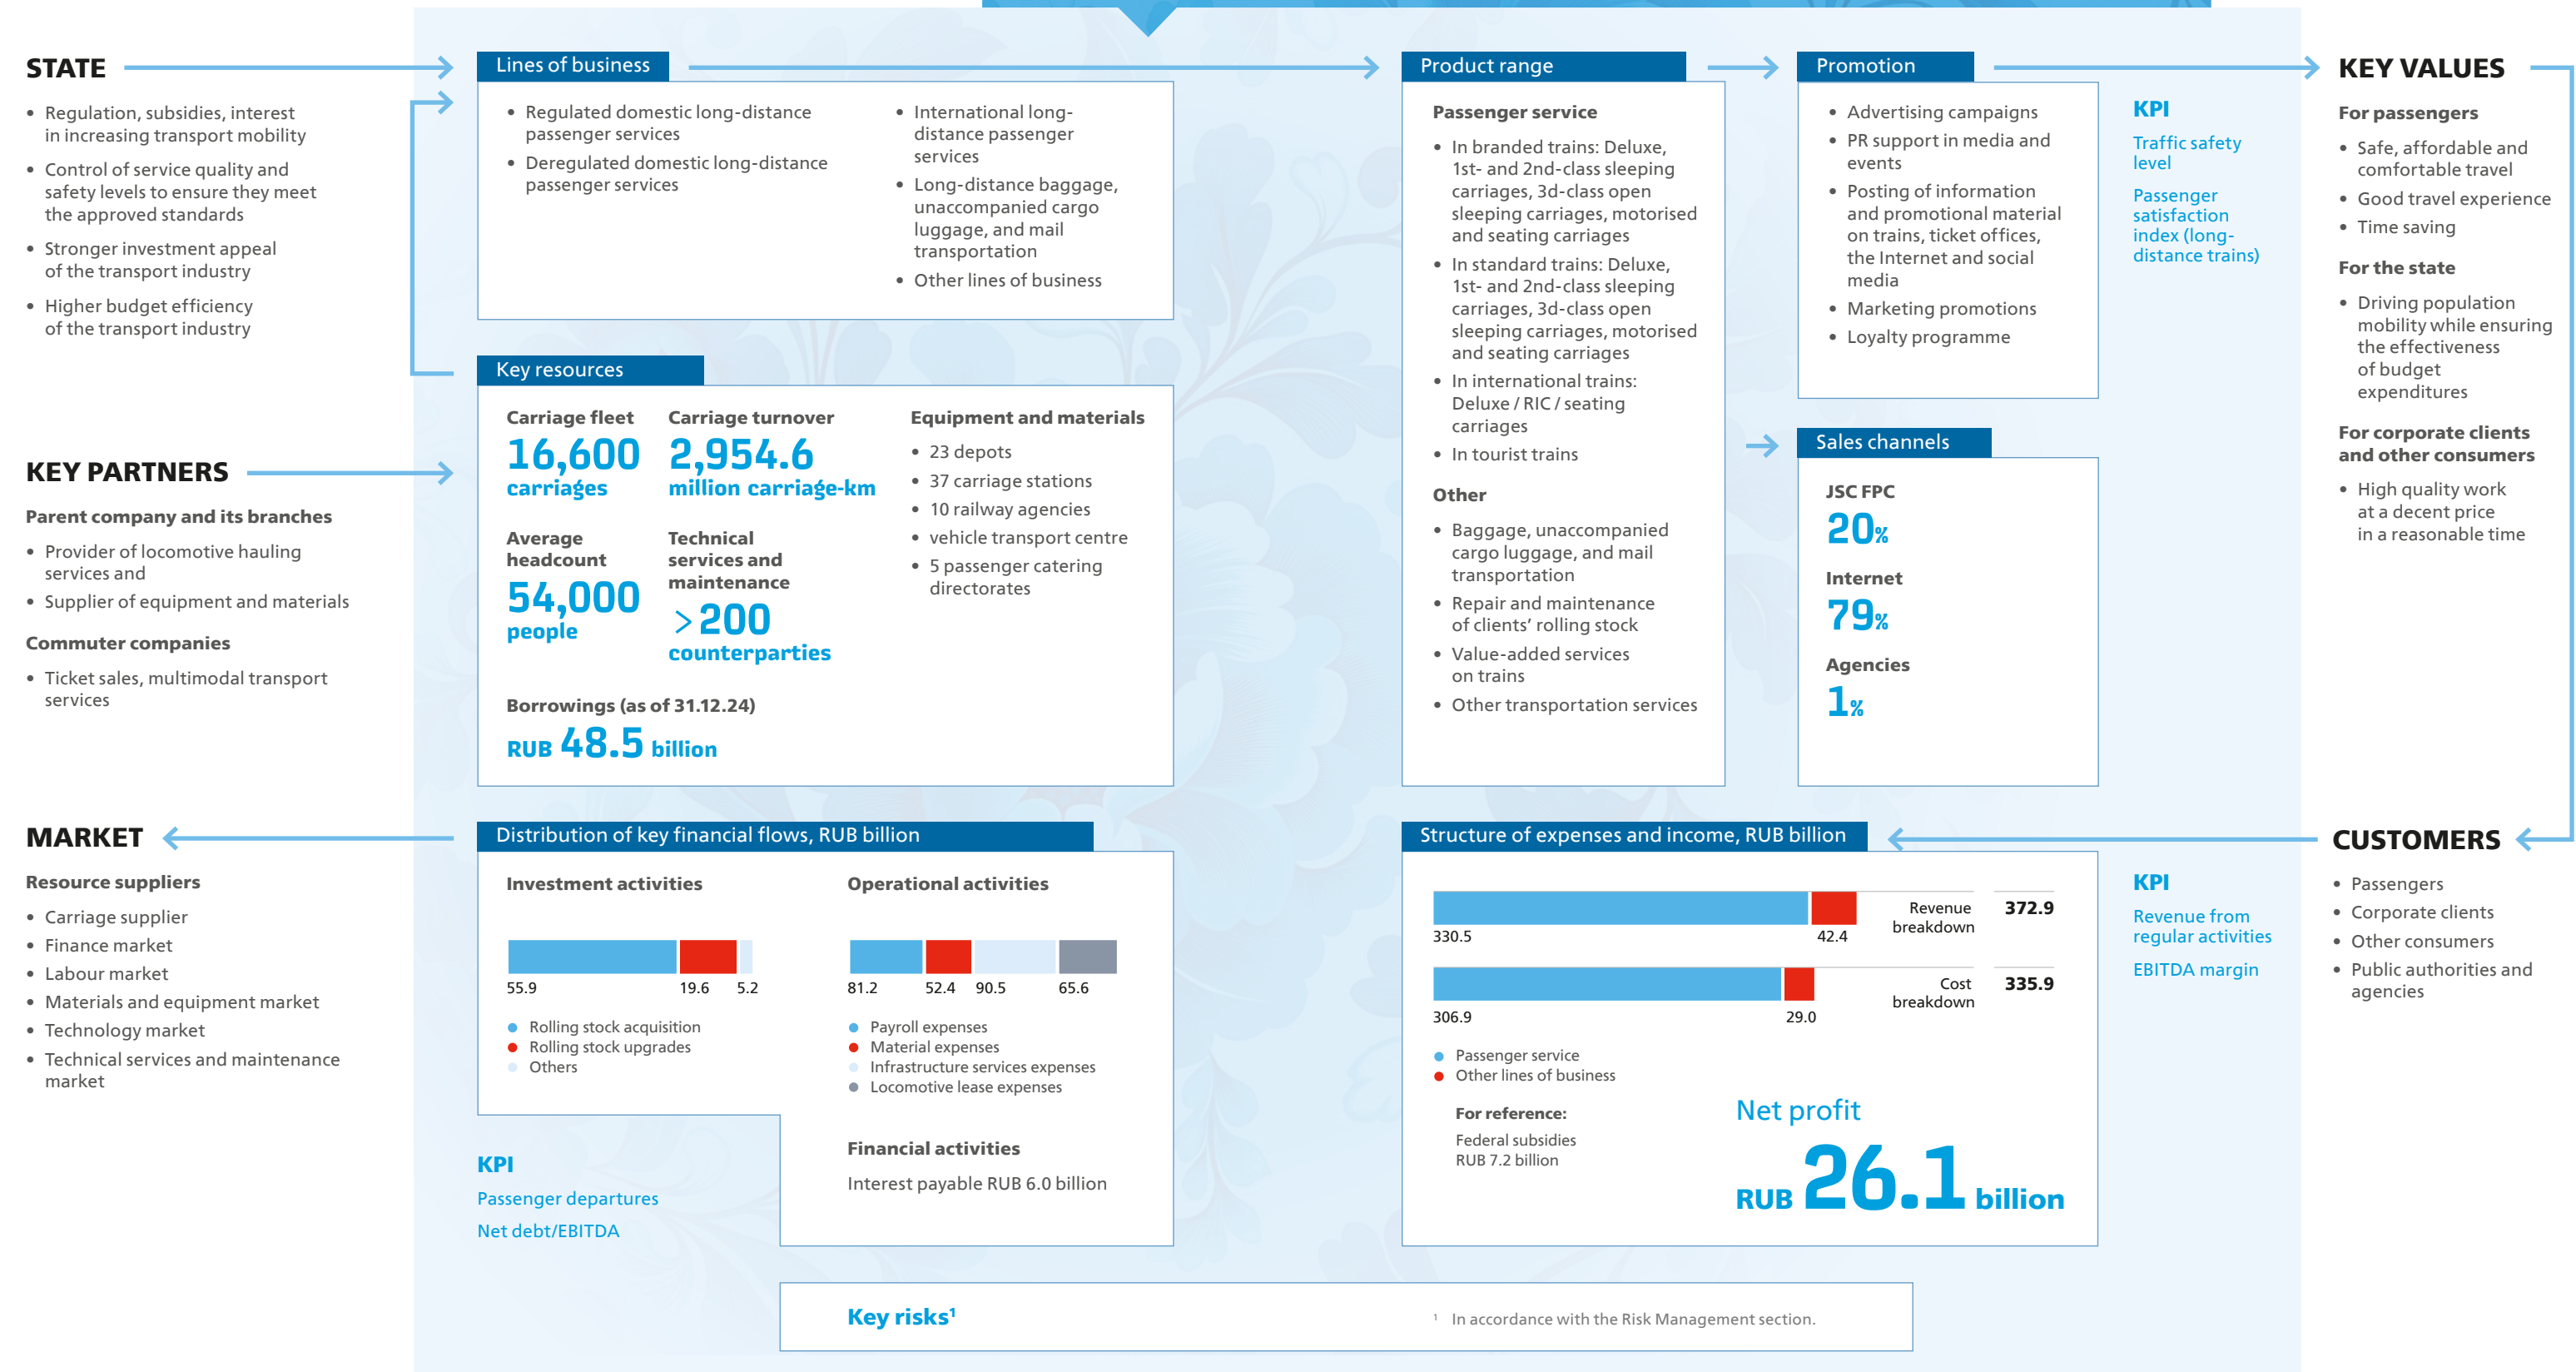 STATE
• Regulation, subsidies, interest
in increasing transport mobility
• Control of service quality and
safety levels to ensure they meet
the approved standards
• Stronger investment appeal
of the transport industry
• Higher budget efficiency
of the transport industry
KEY PARTNERS
Parent company and its branches
• Provider of locomotive hauling
services and
• Supplier of equipment and materials
Commuter companies
• Ticket sales, multimodal transport
services
MARKET
Resource suppliers
• Carriage supplier
• Finance market
• Labour market
• Materials and equipment market
• Technology market
• Technical services and maintenance
market
Lines of business
• Regulated domestic long-distance
passenger services
• Deregulated domestic long-distance
passenger services
• International long-
distance passenger
services
• Long-distance baggage,
unaccompanied cargo
luggage, and mail
transportation
• Other lines of business
Key resources
Carriage fleet
16,600
carriages
Carriage turnover
2,954.6
million carriage-km
Average
headcount
54,000
people
Technical
services and
maintenance
>200
counterparties
Equipment and materials
• 23 depots
• 37 carriage stations
• 10 railway agencies
• vehicle transport centre
• 5 passenger catering
directorates
Borrowings (as of 31.12.24)
RUB 48.5 billion
Distribution of key financial flows, RUB billion
Investment activities
55.9 19.6 5.2
• Rolling stock acquisition
• Rolling stock upgrades
• Others
Operational activities
81.2 52.4 90.5 65.6
• Payroll expenses
• Material expenses
• Infrastructure services expenses
• Locomotive lease expenses
Financial activities
Interest payable RUB 6.0 billion
KPI
Passenger departures
Net debt/EBITDA
Product range
Passenger service
• In branded trains: Deluxe,
1st- and 2nd-class sleeping
carriages, 3d-class open
sleeping carriages, motorised
and seating carriages
• In standard trains: Deluxe,
1st- and 2nd-class sleeping
carriages, 3d-class open
sleeping carriages, motorised
and seating carriages
• In international trains:
Deluxe / RIC / seating
carriages
• In tourist trains
Other
• Baggage, unaccompanied
cargo luggage, and mail
transportation
• Repair and maintenance
of clients' rolling stock
• Value-added services
on trains
• Other transportation services
Promotion
• Advertising campaigns
• PR support in media and
events
• Posting of information
and promotional material
on trains, ticket offices,
the Internet and social
media
• Marketing promotions
• Loyalty programme
Sales channels
JSC FPC
20%
Internet
79%
Agencies
1%
KPI
Traffic safety
level
Passenger
satisfaction
index (long-
distance trains)
KEY VALUES
For passengers
• Safe, affordable and
comfortable travel
• Good travel experience
• Time saving
For the state
• Driving population
mobility while ensuring
the effectiveness
of budget
expenditures
For corporate clients
and other consumers
• High quality work
at a decent price
in a reasonable time
Structure of expenses and income, RUB billion
330.5 42.4
Revenue
breakdown
372.9
306.9 29.0
Cost
breakdown
335.9
• Passenger service
• Other lines of business
For reference:
Federal subsidies
RUB 7.2 billion
Net profit
RUB 26.1 billion
KPI
Revenue from
regular activities
EBITDA margin
CUSTOMERS
• Passengers
• Corporate clients
• Other consumers
• Public authorities and
agencies
Key risks¹
¹ In accordance with the Risk Management section.